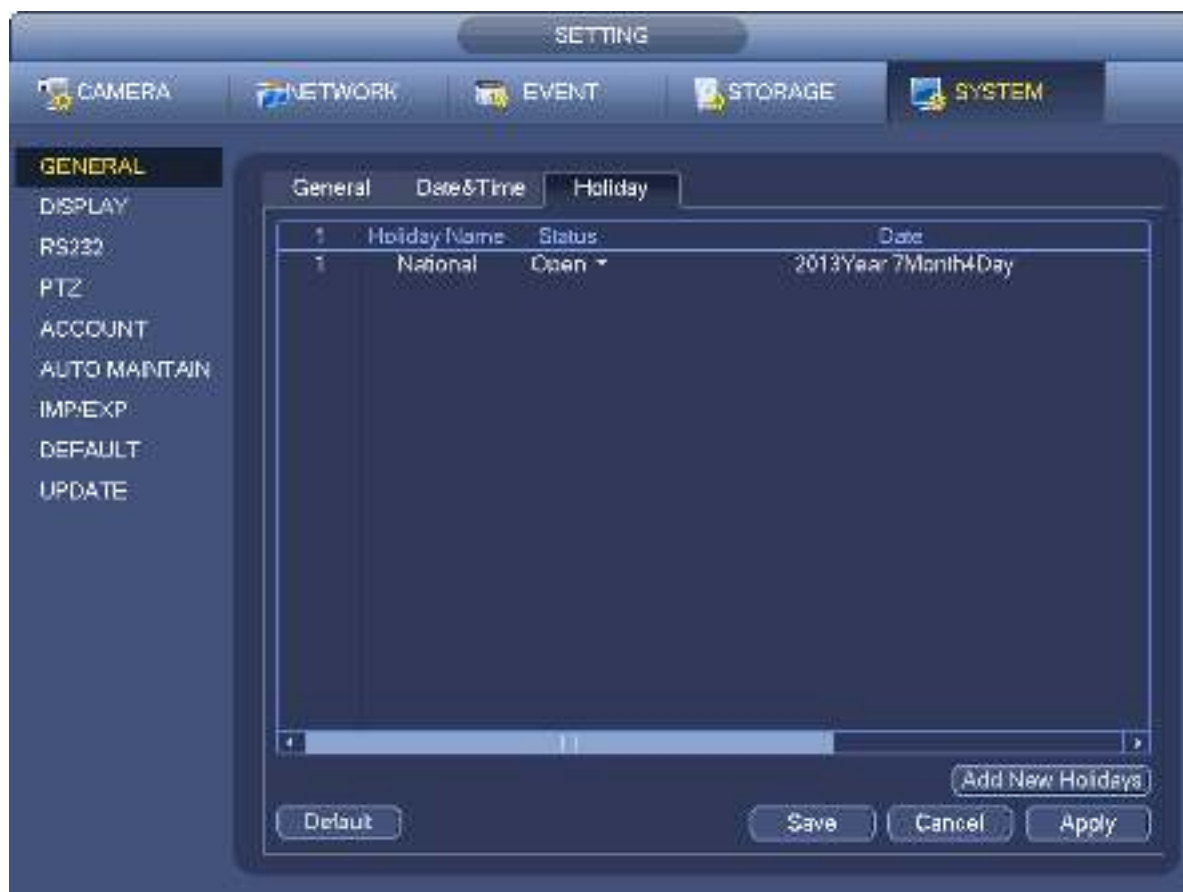 SETTING
CAMERA NETWORK EVENT STORAGE SYSTEM
GENERAL
DISPLAY
RS232
PTZ
ACCOUNT
AUTO MAINTAIN
IMP/EXP
DEFAULT
UPDATE
General Date&Time Holiday
1 Holiday Name Status Date
1 National Open 2013Year 7Month4Day
Add New Holidays
Default Save Cancel Apply